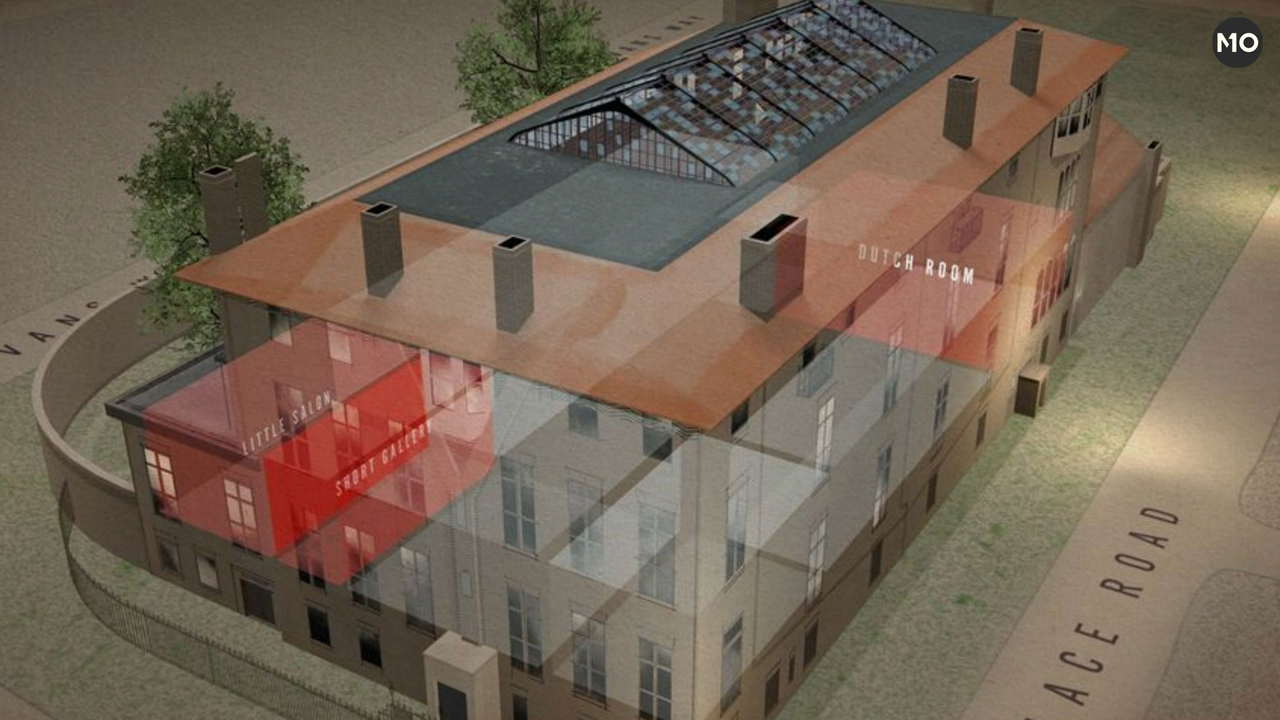 MO
DUTCH ROOM
LITTLE SALON
SHORT GALLERY
ACE ROAD